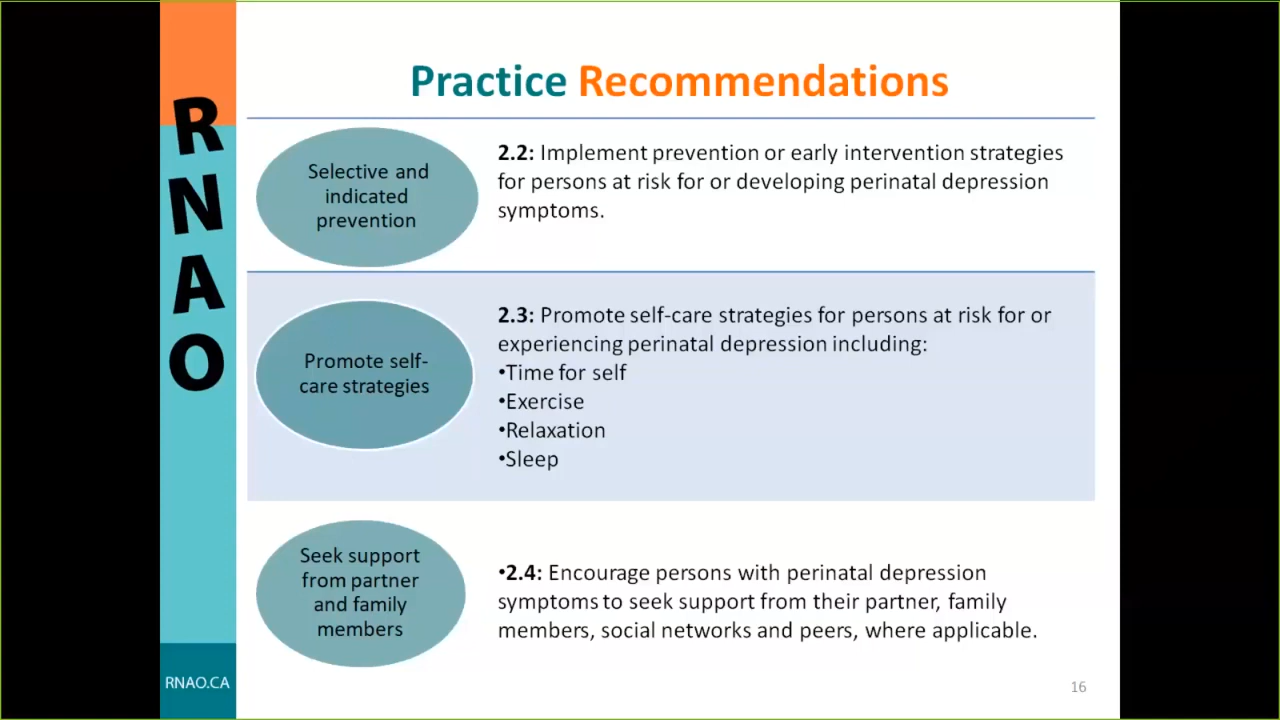 RNAO
Practice Recommendations
Selective and
indicated
prevention
2.2: Implement prevention or early intervention strategies
for persons at risk for or developing perinatal depression
symptoms.
Promote self-
care strategies
2.3: Promote self-care strategies for persons at risk for or
experiencing perinatal depression including:
•Time for self
•Exercise
•Relaxation
•Sleep
Seek support
from partner
and family
members
•2.4: Encourage persons with perinatal depression
symptoms to seek support from their partner, family
members, social networks and peers, where applicable.
RNAO.CA
16